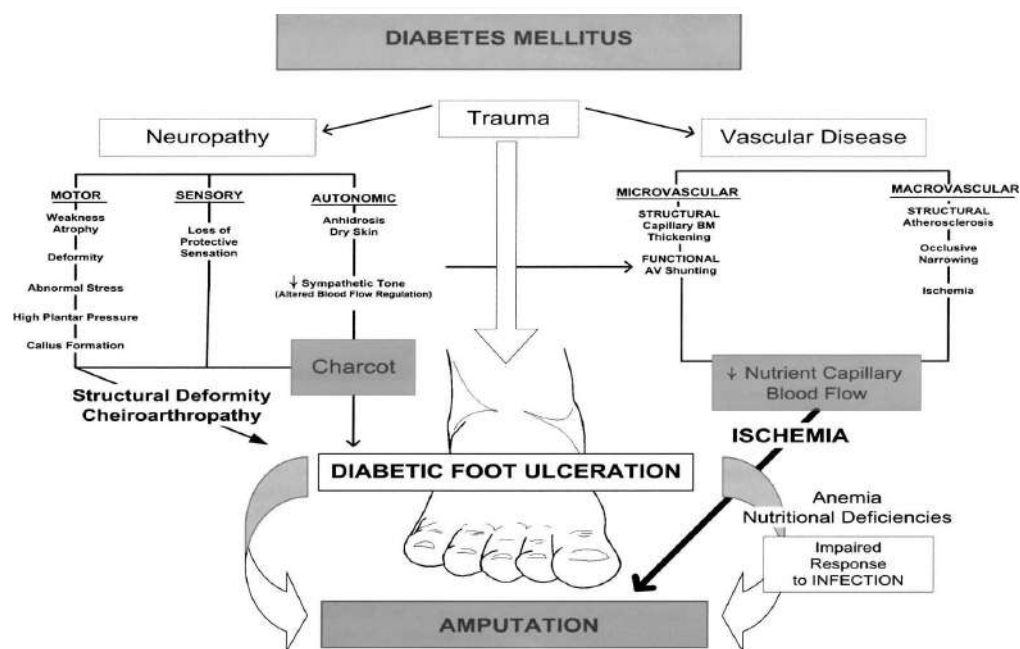 DIABETES MELLITUS
Trauma
Neuropathy
Vascular Disease
MOTOR
Weakness
Atrophy
Deformity
Abnormal Stress
High Plantar Pressure
Callus Formation
SENSORY
Loss of
Protective
Sensation
AUTONOMIC
Anhidrosis
Dry Skin
↓ Sympathetic Tone
(Altered Blood Flow Regulation)
MICROVASCULAR
STRUCTURAL
Capillary BM
Thickening
FUNCTIONAL
AV Shunting
MACROVASCULAR
STRUCTURAL
Atherosclerosis
Occlusive
Narrowing
Ischemia
Charcot
↓ Nutrient Capillary
Blood Flow
Structural Deformity
Cheiroarthropathy
ISCHEMIA
DIABETIC FOOT ULCERATION
Anemia
Nutritional Deficiencies
Impaired
Response
to INFECTION
AMPUTATION